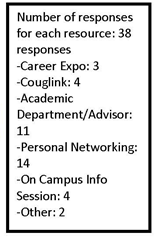 Number of responses
for each resource: 38
responses
-Career Expo: 3
-Couglink: 4
-Academic
Department/Advisor:
11
-Personal Networking:
14
-On Campus Info
Session: 4
-Other: 2